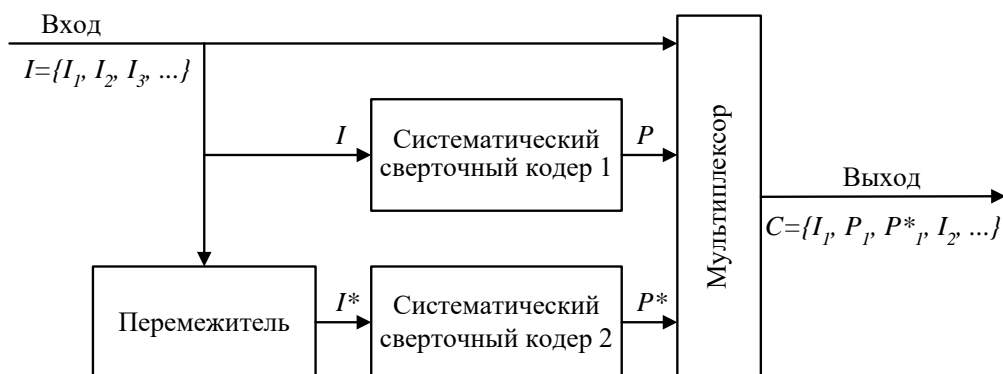 Вход
I={I₁, I₂, I₃, ...}
I
Систематический
сверточный кодер 1
P
Мультиплексор
Выход
C={I₁, P₁, P*₁, I₂, ...}
Перемежитель
I*
Систематический
сверточный кодер 2
P*